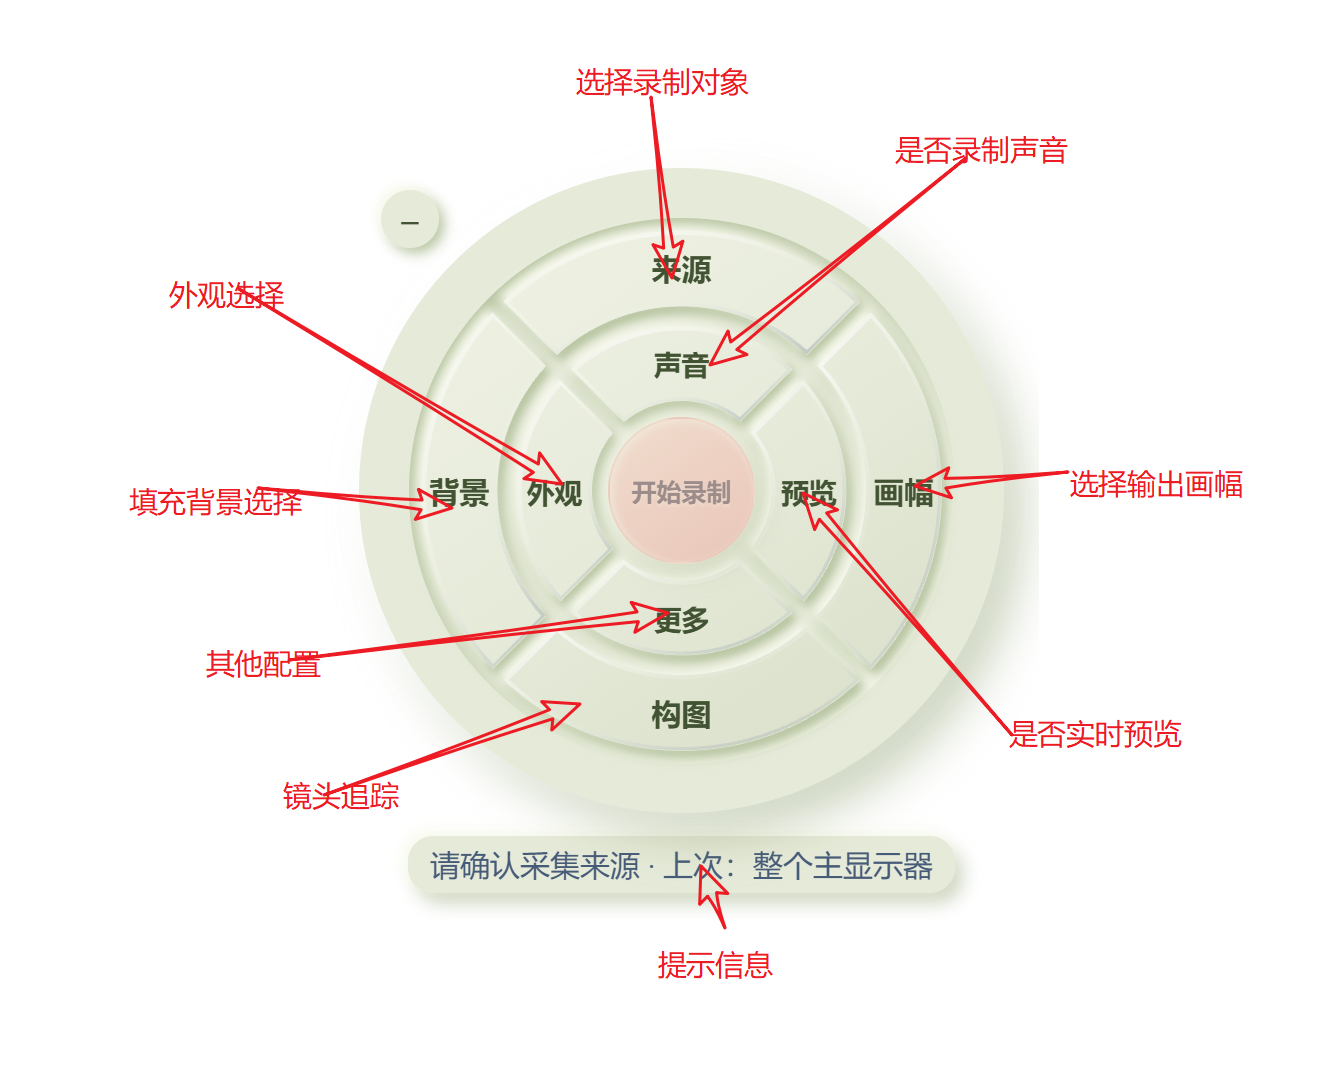 选择录制对象
是否录制声音
–
来源
外观选择
声音
填充背景选择
背景
外观
开始录制
预览
画幅
选择输出画幅
更多
其他配置
构图
是否实时预览
镜头追踪
请确认采集来源 · 上次：整个主显示器
提示信息